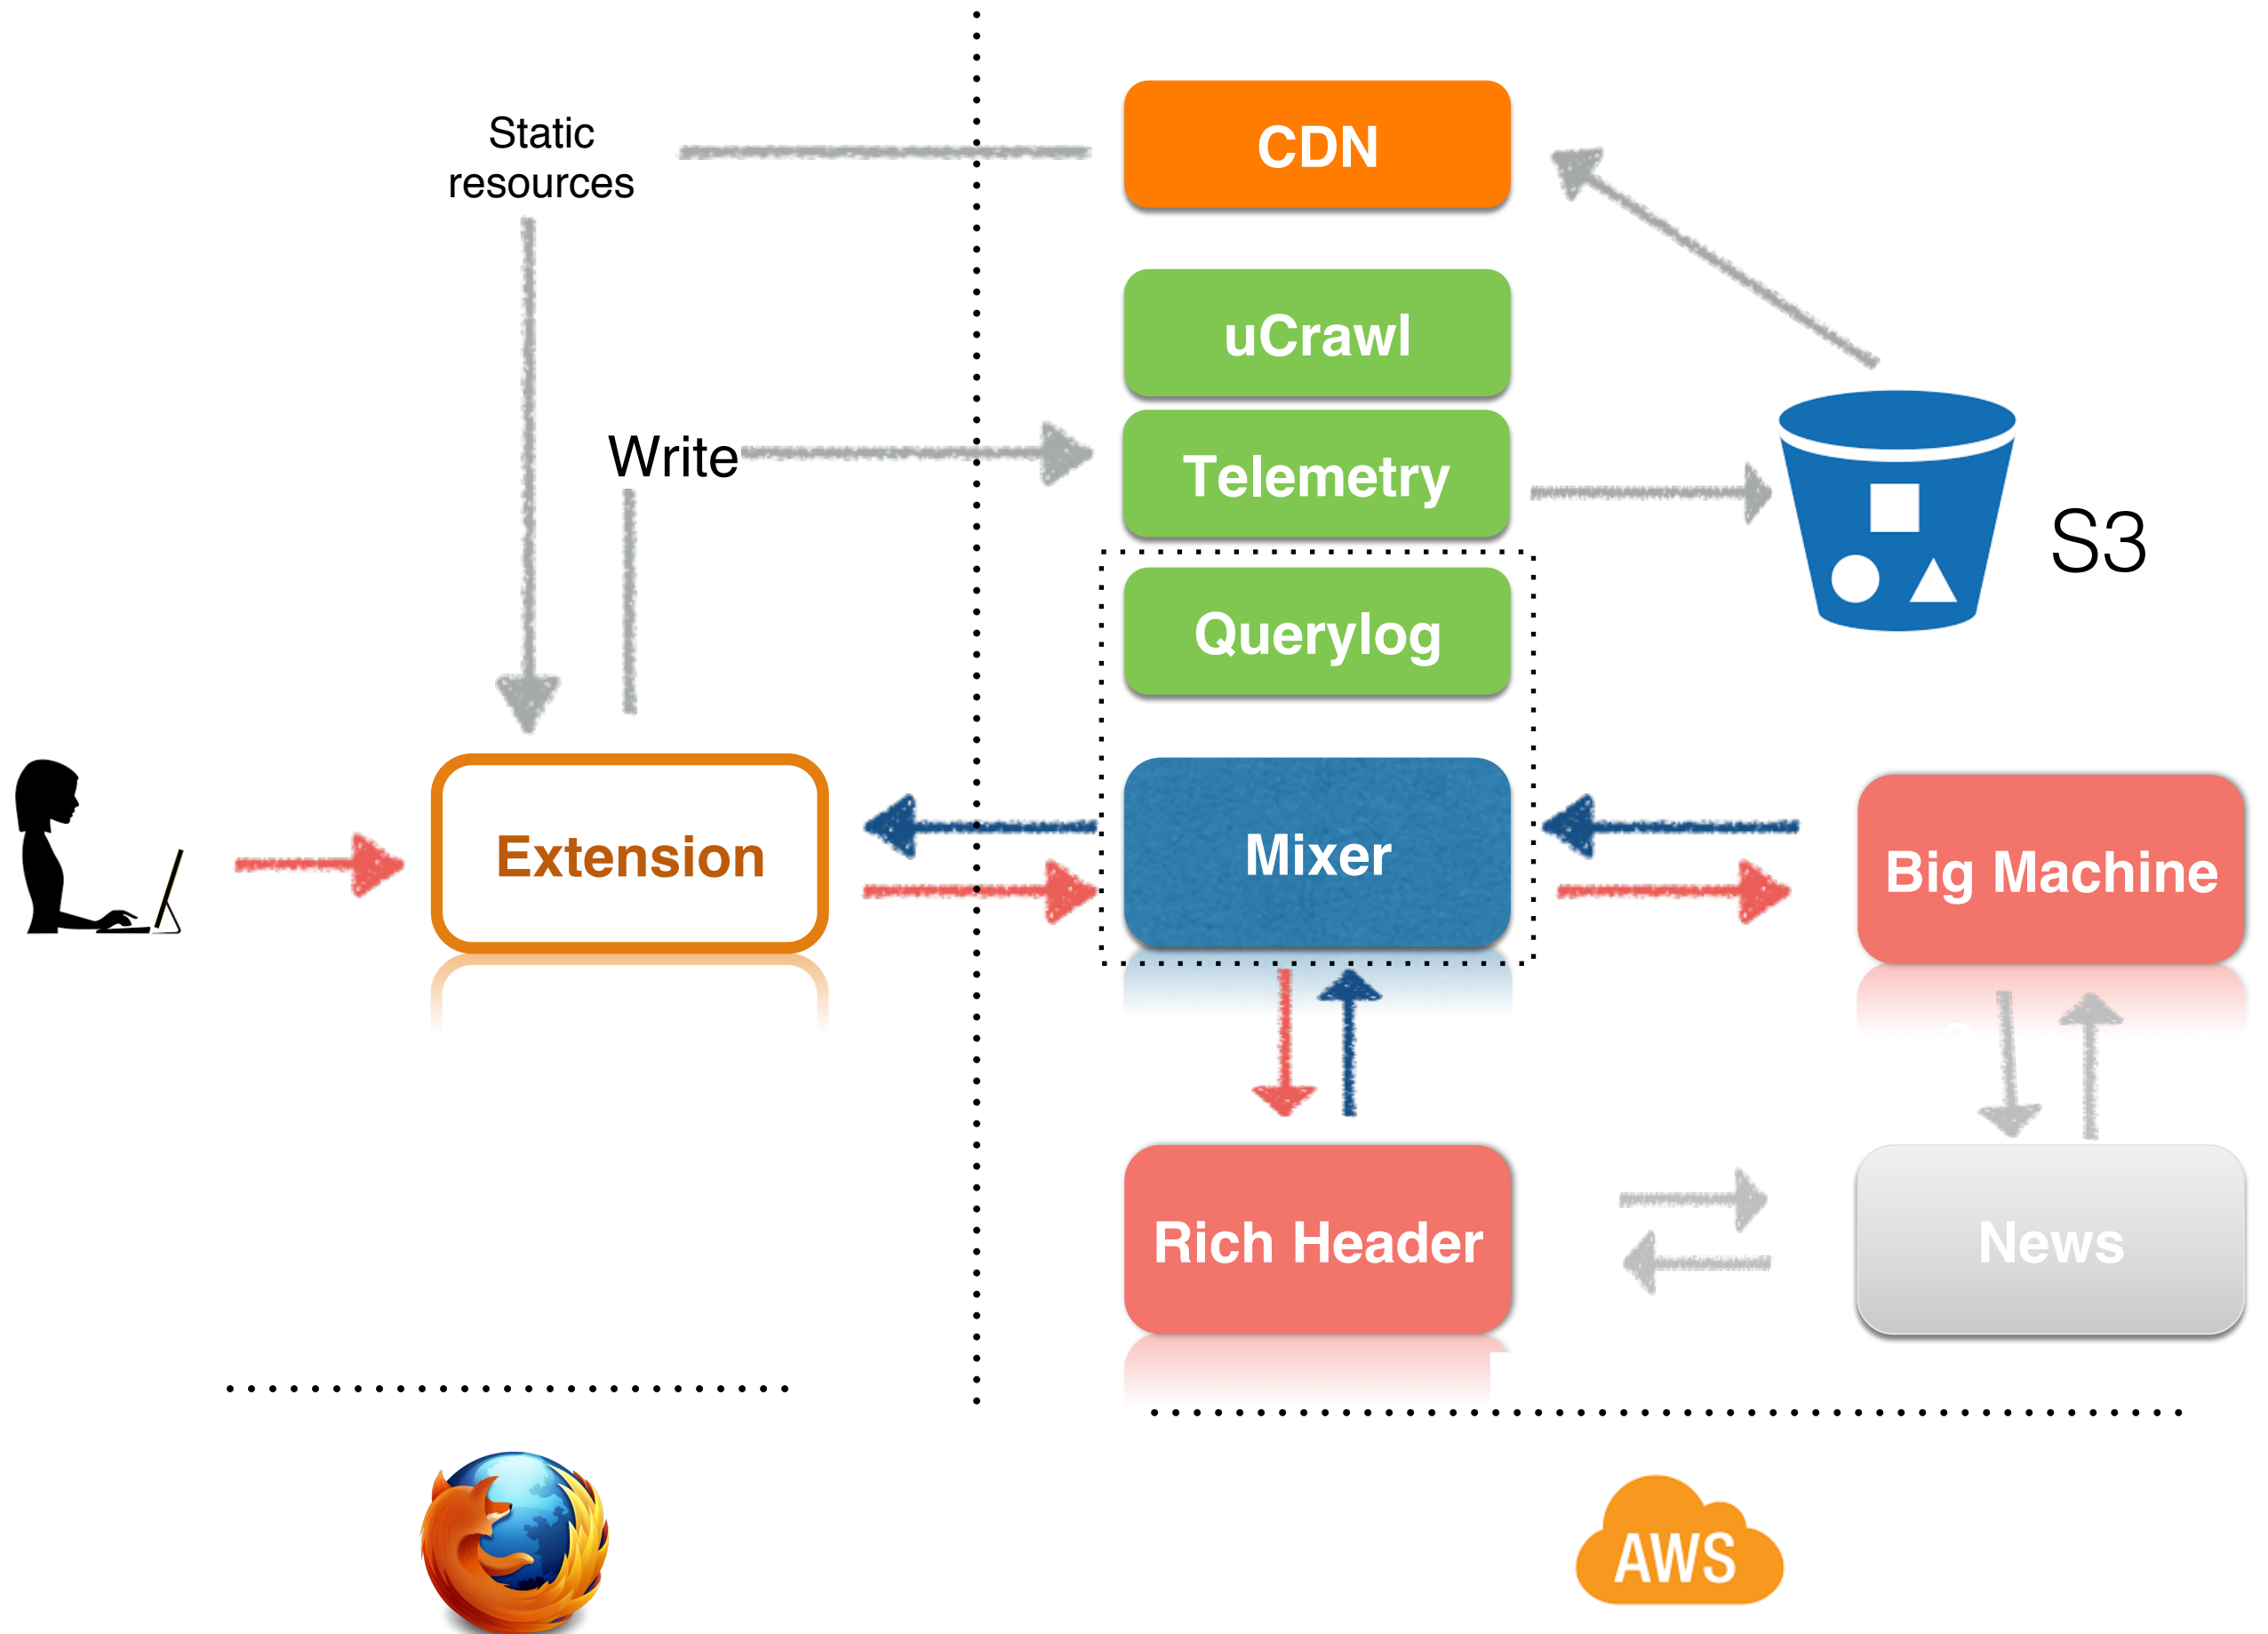 Static
resources
CDN
uCrawl
Write
Telemetry
S3
Querylog
Extension
Mixer
Big Machine
Rich Header
News
AWS